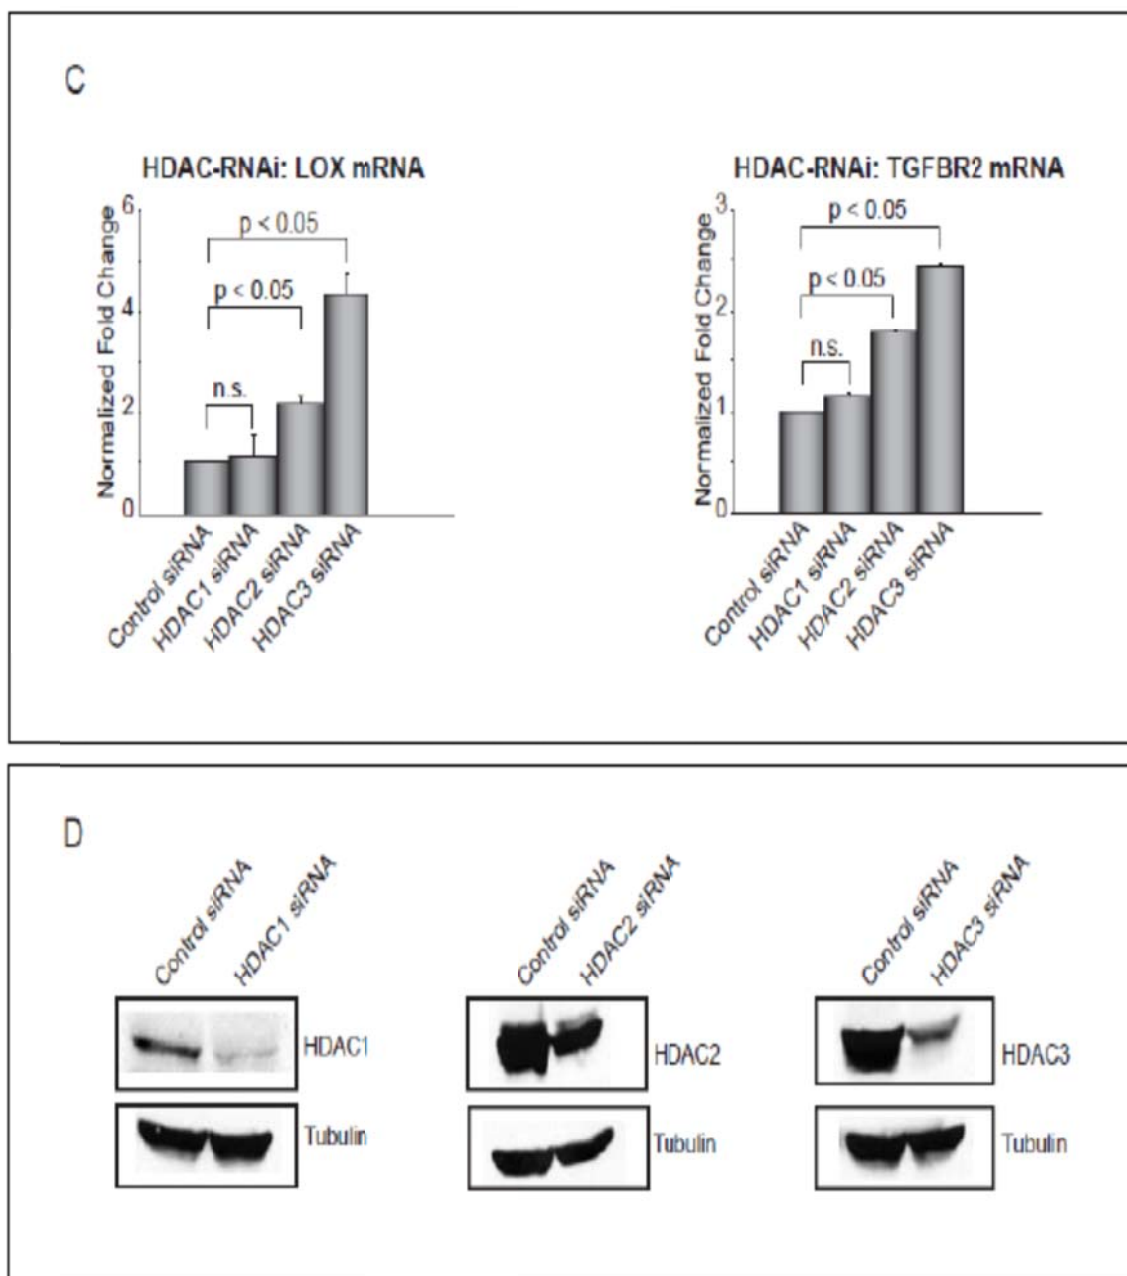 C
HDAC-RNAi: LOX mRNA
Normalized Fold Change
6
4
2
0
p < 0.05
p < 0.05
n.s.
Control siRNA
HDAC1 siRNA
HDAC2 siRNA
HDAC3 siRNA
HDAC-RNAi: TGFBR2 mRNA
Normalized Fold Change
3
2
1
0
p < 0.05
p < 0.05
n.s.
Control siRNA
HDAC1 siRNA
HDAC2 siRNA
HDAC3 siRNA
D
Control siRNA
HDAC1 siRNA
HDAC1
Tubulin
Control siRNA
HDAC2 siRNA
HDAC2
Tubulin
Control siRNA
HDAC3 siRNA
HDAC3
Tubulin